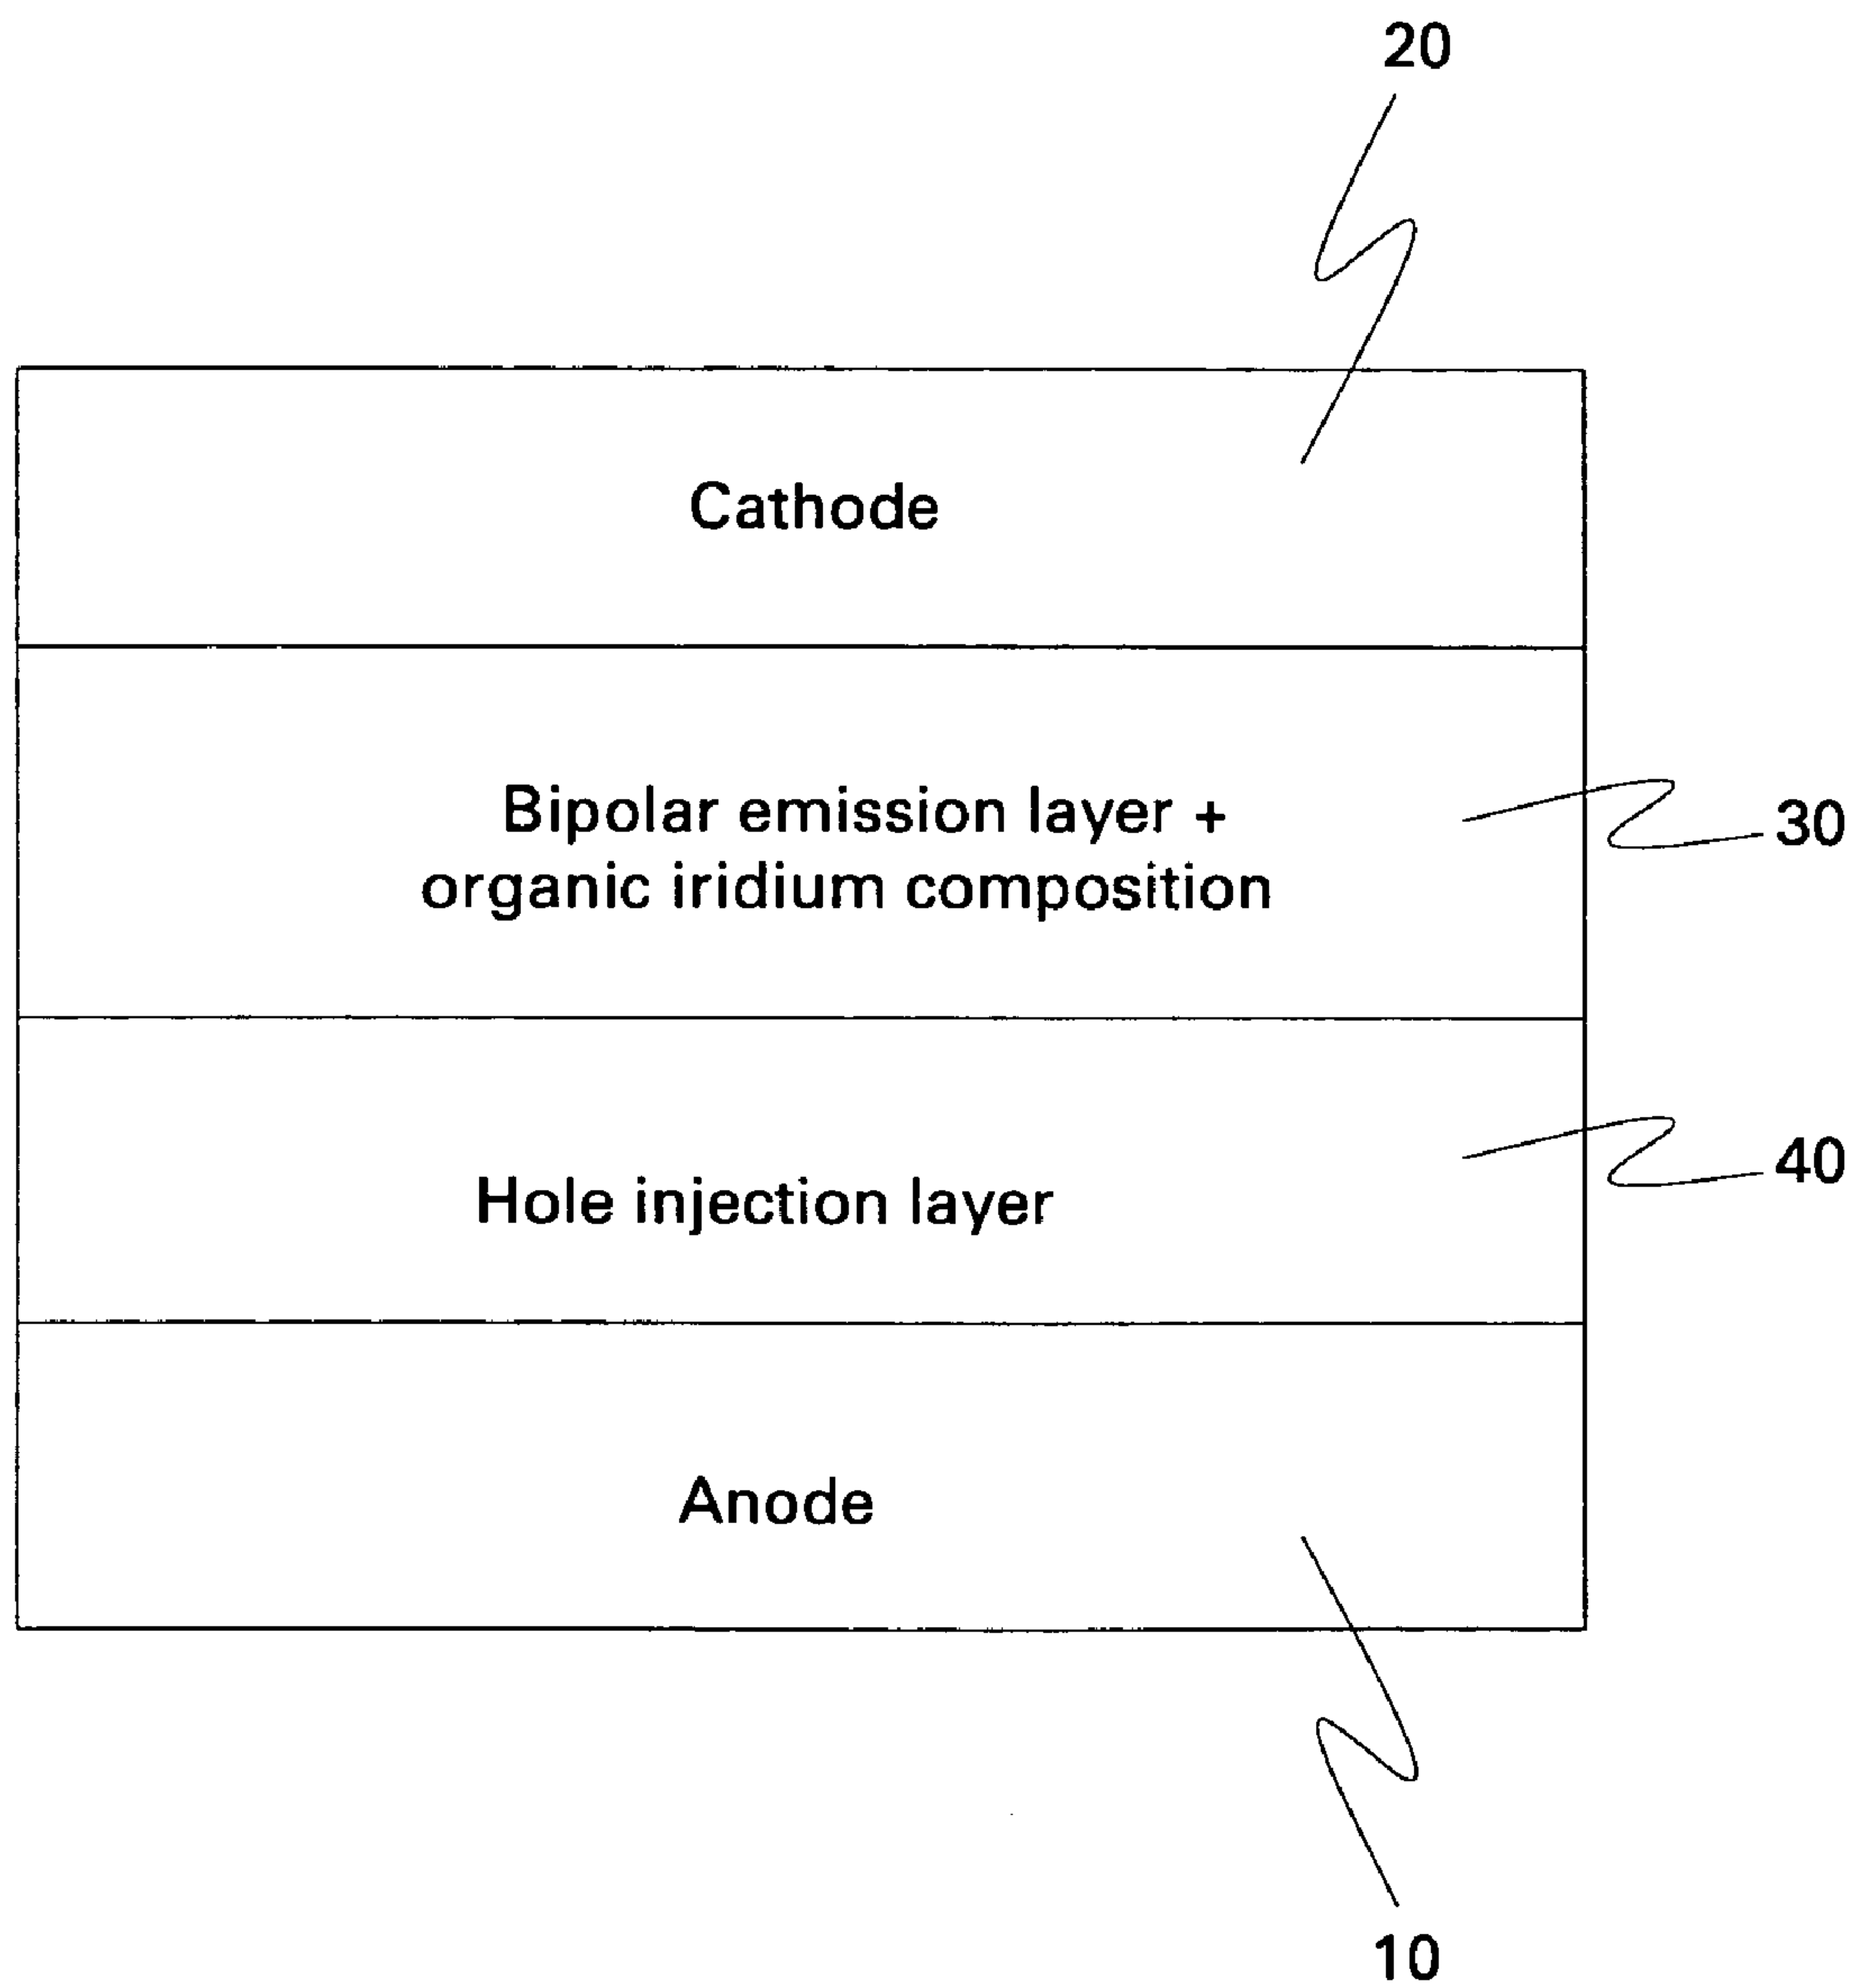 20
Cathode
Bipolar emission layer +
organic iridium composition
30
40
Hole injection layer
Anode
10